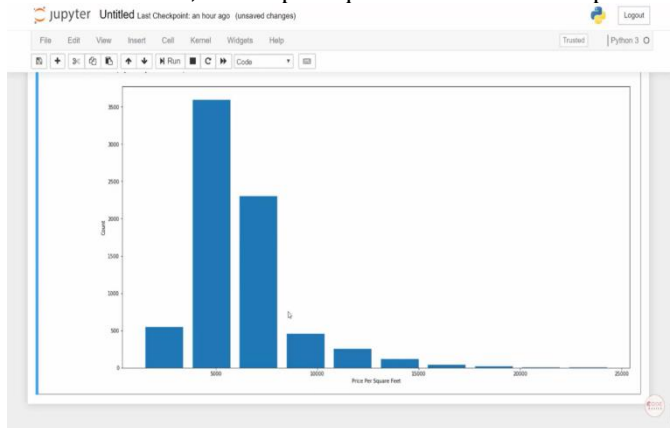 jupyter Untitled Last Checkpoint: an hour ago (unsaved changes)
Logout
File Edit View Insert Cell Kernel Widgets Help
Trusted
Python 3
Run
Code
3500
3000
2500
2000
1500
1000
500
0
Count
5000 10000 15000 20000 25000
Price Per Square Feet